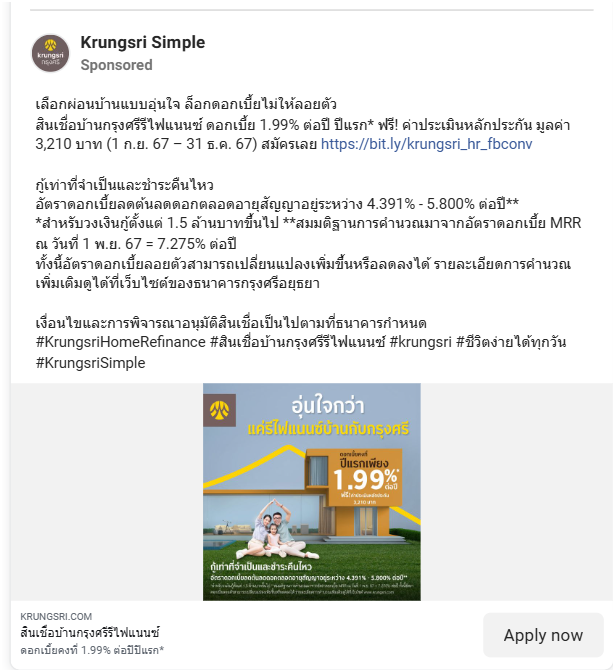 Krungsri Simple
Sponsored
krungsri
กรุงศรี
เลือกผ่อนบ้านแบบอุ่นใจ ล็อกดอกเบี้ยไม่ให้ลอยตัว
สินเชื่อบ้านกรุงศรีรีไฟแนนซ์ ดอกเบี้ย 1.99% ต่อปี ปีแรก* ฟรี! ค่าประเมินหลักประกัน มูลค่า
3,210 บาท (1 ก.ย. 67 – 31 ธ.ค. 67) สมัครเลย https://bit.ly/krungsri_hr_fbconv
กู้เท่าที่จำเป็นและชำระคืนไหว
อัตราดอกเบี้ยลดต้นลดดอกตลอดอายุสัญญาอยู่ระหว่าง 4.391% - 5.800% ต่อปี**
*สำหรับวงเงินกู้ตั้งแต่ 1.5 ล้านบาทขึ้นไป **สมมติฐานการคำนวณมาจากอัตราดอกเบี้ย MRR
ณ วันที่ 1 พ.ย. 67 = 7.275% ต่อปี
ทั้งนี้อัตราดอกเบี้ยลอยตัวสามารถเปลี่ยนแปลงเพิ่มขึ้นหรือลดลงได้ รายละเอียดการคำนวณ
เพิ่มเติมดูได้ที่เว็บไซต์ของธนาคารกรุงศรีอยุธยา
เงื่อนไขและการพิจารณาอนุมัติสินเชื่อเป็นไปตามที่ธนาคารกำหนด
#KrungsriHomeRefinance #สินเชื่อบ้านกรุงศรีรีไฟแนนซ์ #krungsri #ชีวิตง่ายได้ทุกวัน
#KrungsriSimple
อุ่นใจกว่า
แค่รีไฟแนนซ์บ้านกับกรุงศรี
ดอกเบี้ยคงที่
ปีแรกเพียง
1.99%*
ต่อปี
ฟรี! ค่าประเมินหลักประกัน
3,210 บาท
กู้เท่าที่จำเป็นและชำระคืนไหว
อัตราดอกเบี้ยลดต้นลดดอกตลอดอายุสัญญาอยู่ระหว่าง 4.391% - 5.800% ต่อปี**
KRUNGSRI.COM
สินเชื่อบ้านกรุงศรีรีไฟแนนซ์
ดอกเบี้ยคงที่ 1.99% ต่อปีปีแรก*
Apply now